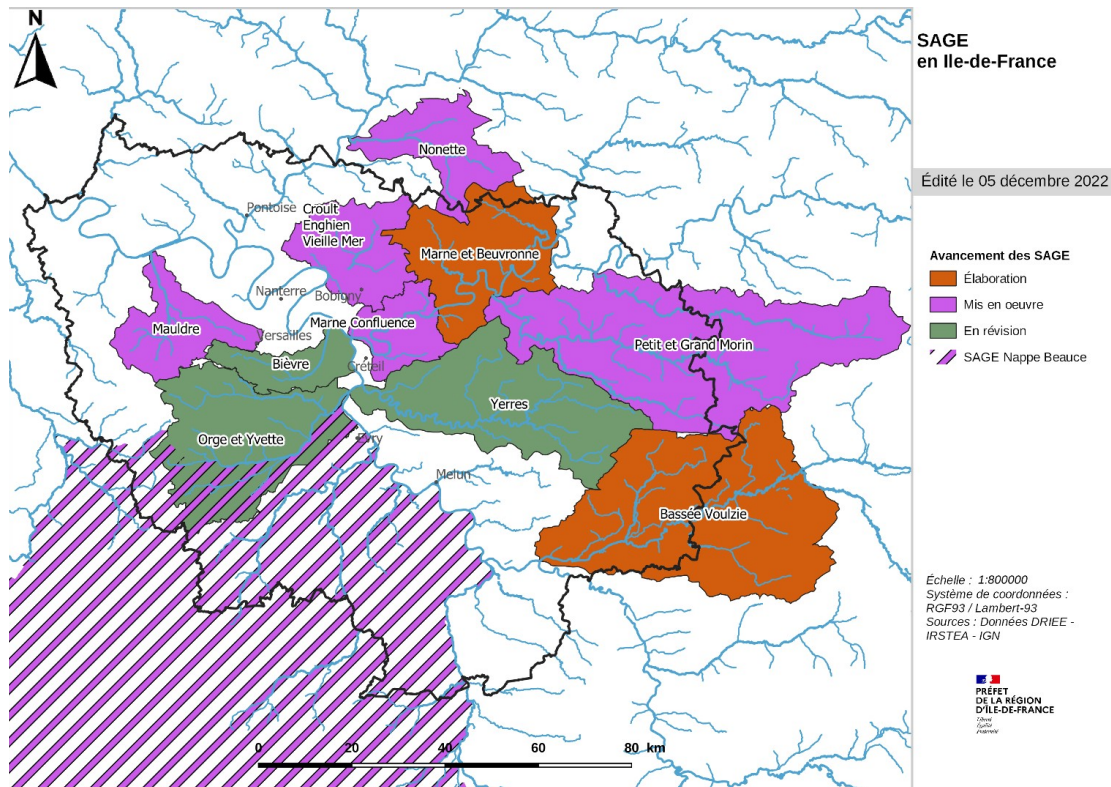 N
SAGE
en Ile-de-France
Édité le 05 décembre 2022
Nonette
Pontoise
Croult
Enghien
Vieille Mer
Marne et Beuvronne
Nanterre
Bobigny
Mauldre
Versailles
Marne Confluence
Petit et Grand Morin
Bièvre
Créteil
Yerres
Orge et Yvette
Évry
Melun
Bassée Voulzie
Avancement des SAGE
Élaboration
Mis en oeuvre
En révision
SAGE Nappe Beauce
Échelle : 1:800000
Système de coordonnées :
RGF93 / Lambert-93
Sources : Données DRIEE -
IRSTEA - IGN
PRÉFET
DE LA RÉGION
D'ÎLE-DE-FRANCE
Liberté
Égalité
Fraternité
0 20 40 60 80 km